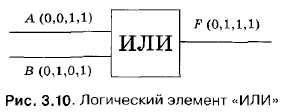 A (0,0,1,1)
F (0,1,1,1)
ИЛИ
B (0,1,0,1)
Рис. 3.10. Логический элемент «ИЛИ»